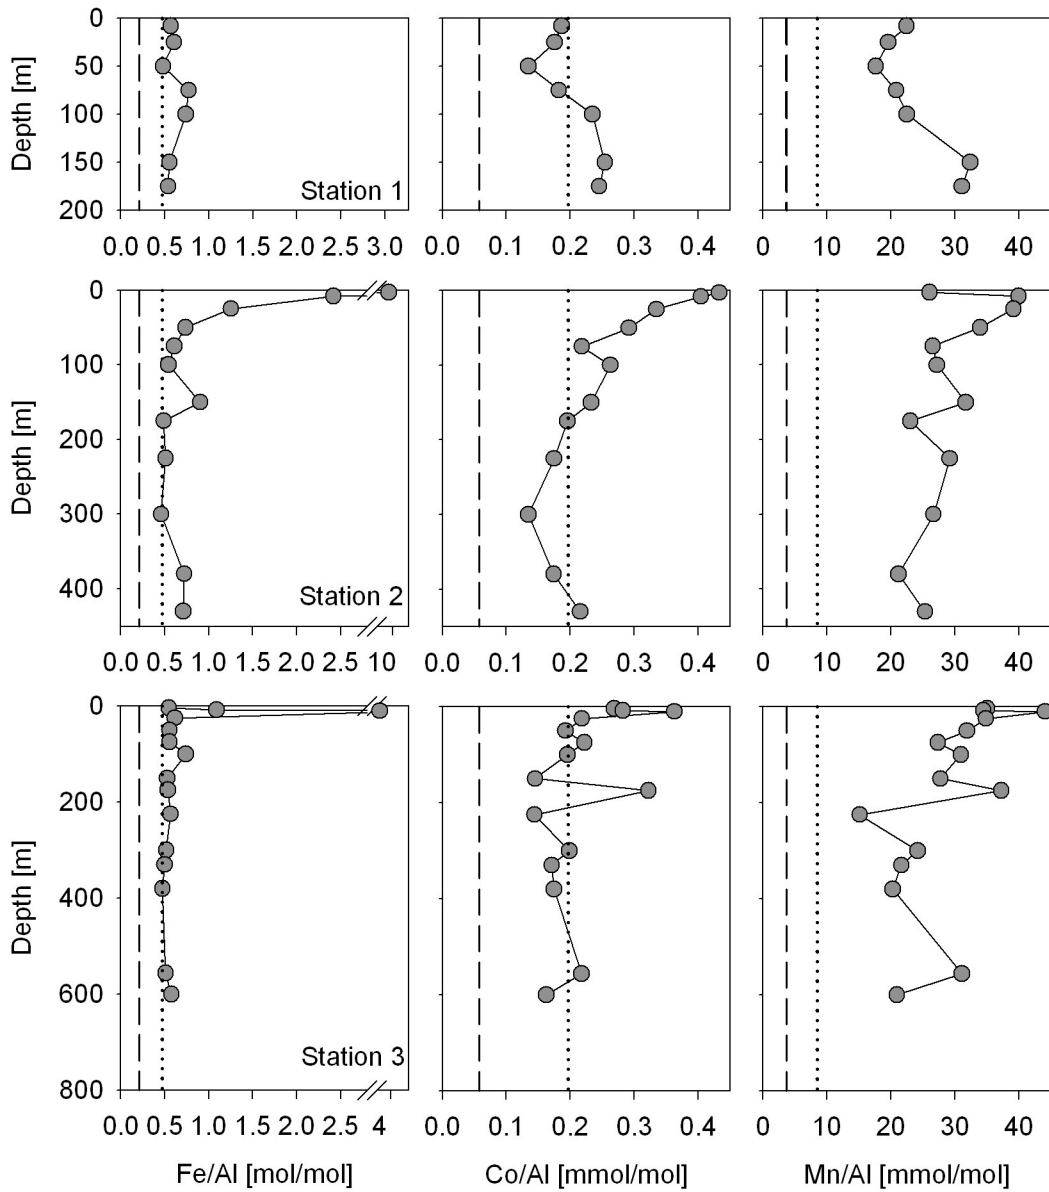 0
50
100
150
200
Depth [m]
Station 1
0.0 0.5 1.0 1.5 2.0 2.5 3.0
0.0 0.1 0.2 0.3 0.4
0 10 20 30 40
0
100
200
300
400
Depth [m]
Station 2
0.0 0.5 1.0 1.5 2.0 2.5 10
0.0 0.1 0.2 0.3 0.4
0 10 20 30 40
0
200
400
600
800
Depth [m]
Station 3
0.0 0.5 1.0 1.5 2.0 2.5 4
0.0 0.1 0.2 0.3 0.4
0 10 20 30 40
Fe/Al [mol/mol]
Co/Al [mmol/mol]
Mn/Al [mmol/mol]